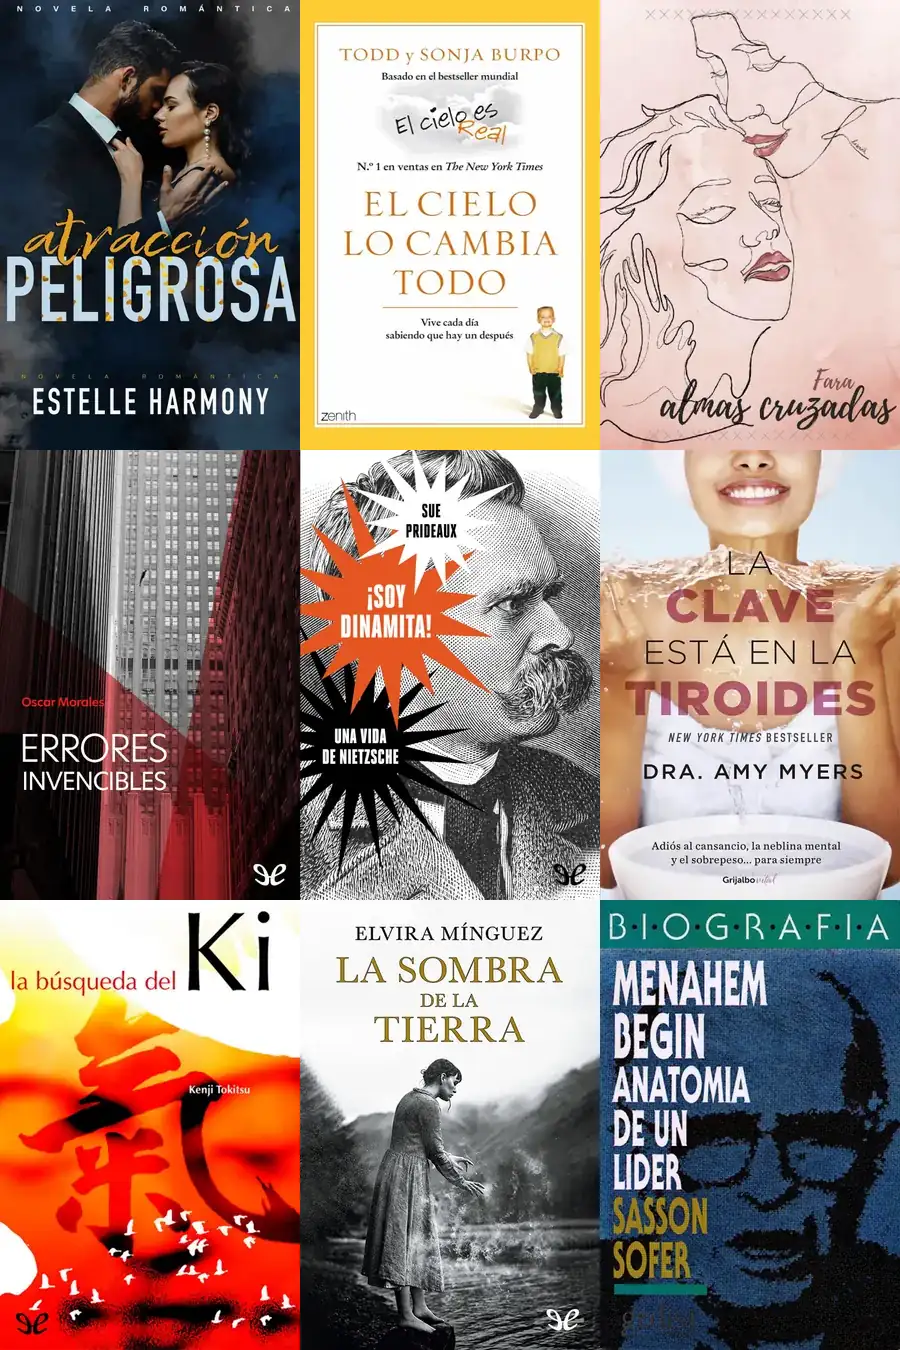 NOVELA ROMÁNTICA
atracción
PELIGROSA
NOVELA ROMÁNTICA
ESTELLE HARMONY
TODD y SONJA BURPO
Basado en el bestseller mundial
El cielo es
Real
N.º 1 en ventas en The New York Times
EL CIELO
LO CAMBIA
TODO
Vive cada día
sabiendo que hay un después
zenith
Fara
almas cruzadas
Oscar Morales
ERRORES
INVENCIBLES
SUE
PRIDEAUX
¡SOY
DINAMITA!
UNA VIDA
DE NIETZSCHE
LA
CLAVE
ESTÁ EN LA
TIROIDES
NEW YORK TIMES BESTSELLER
DRA. AMY MYERS
Adiós al cansancio, la neblina mental
y el sobrepeso... para siempre
Grijalbo vital
la búsqueda del Ki
Kenji Tokitsu
氣
ELVIRA MÍNGUEZ
LA SOMBRA
DE LA
TIERRA
B·I·O·G·R·A·F·I·A
MENAHEM
BEGIN
ANATOMIA
DE UN
LIDER
SASSON
SOFER